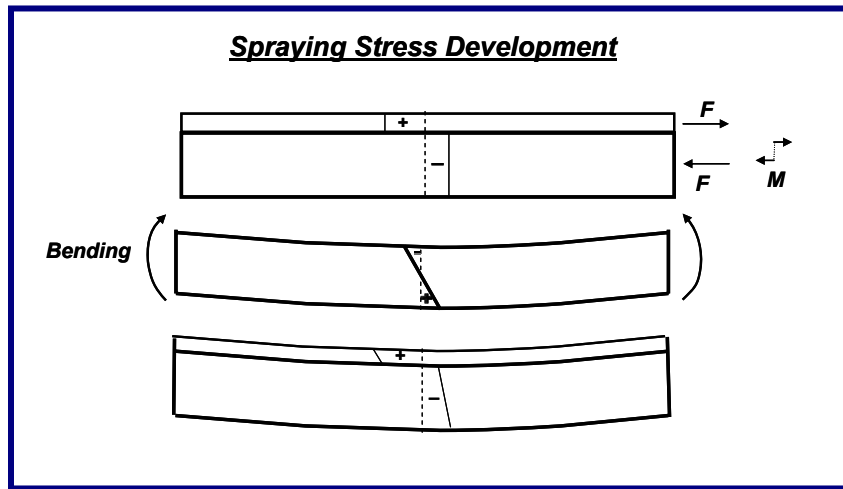 Spraying Stress Development
F
+
−
F
M
Bending
-
+
+
−